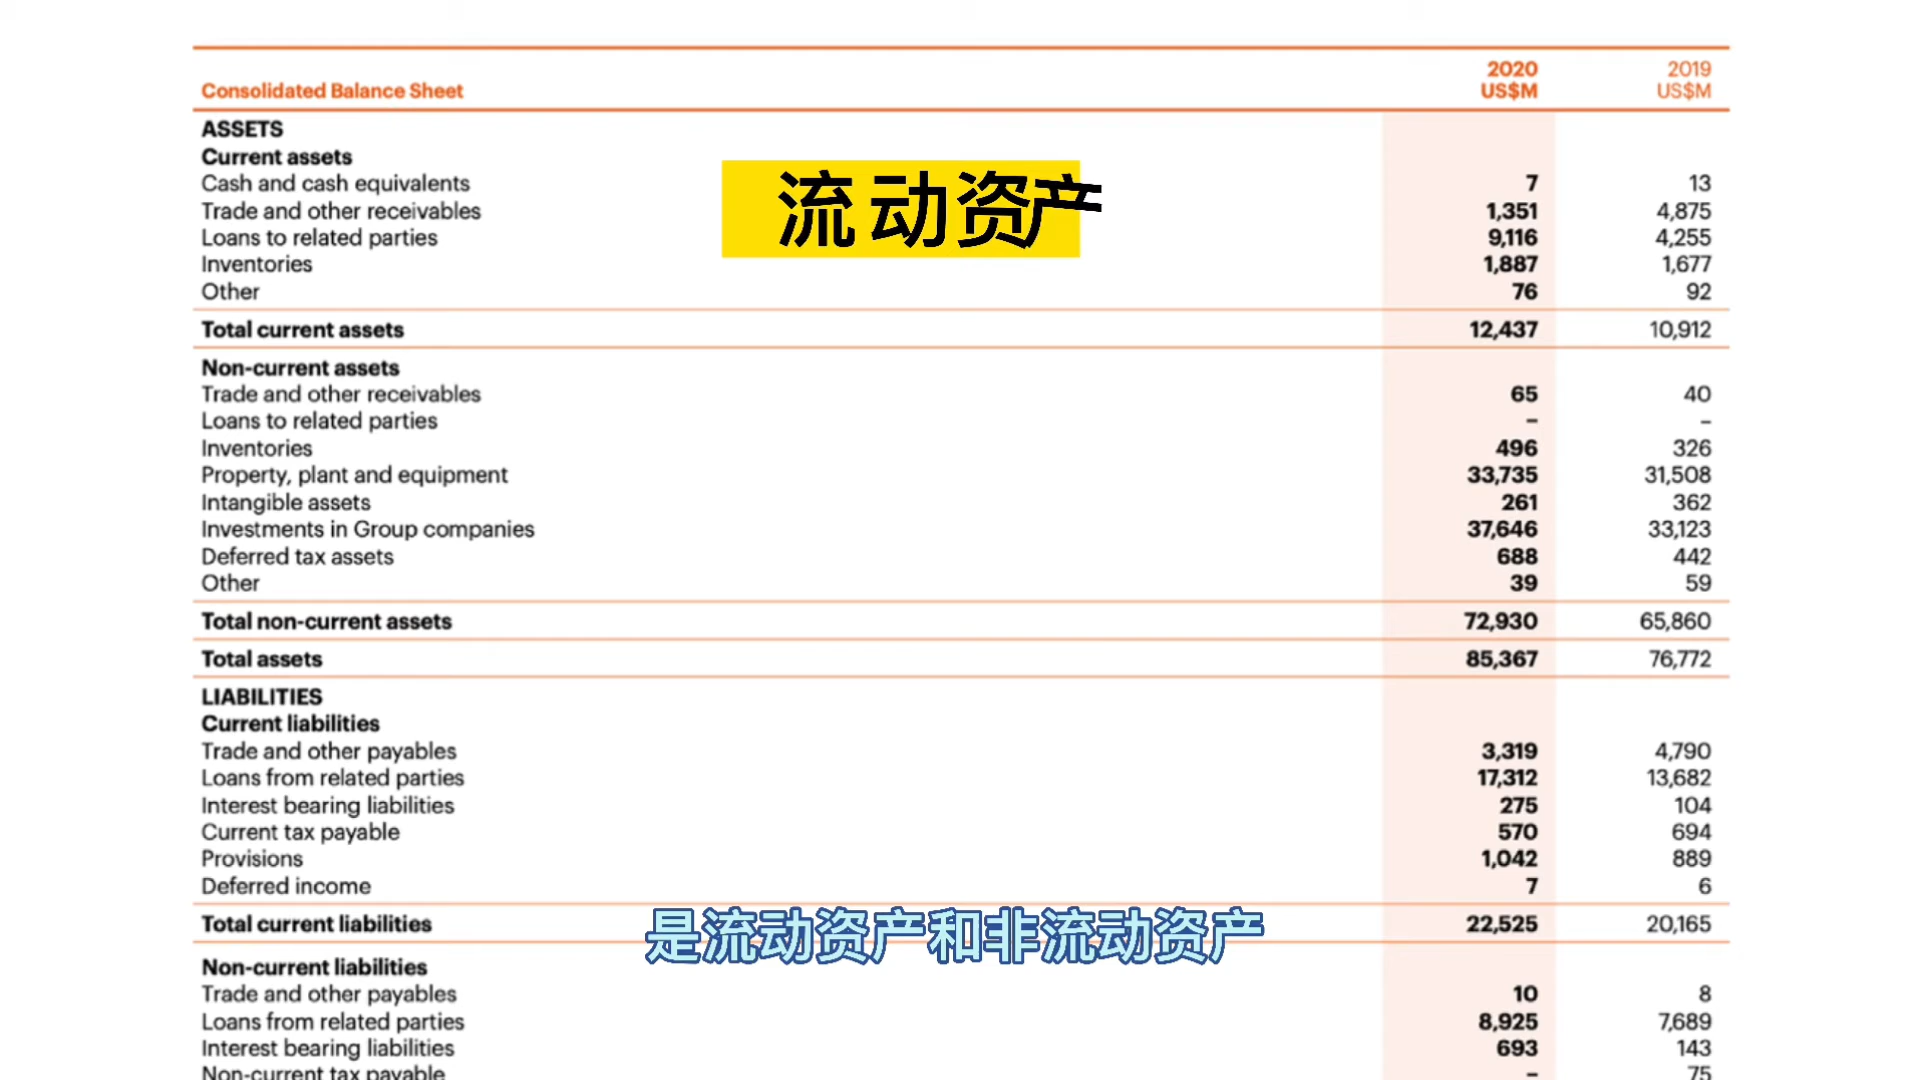 2020 2019
Consolidated Balance Sheet US$M US$M
ASSETS
Current assets
流动资产
Cash and cash equivalents 7 13
Trade and other receivables 1,351 4,875
Loans to related parties 9,116 4,255
Inventories 1,887 1,677
Other 76 92
Total current assets 12,437 10,912
Non-current assets
Trade and other receivables 65 40
Loans to related parties – –
Inventories 496 326
Property, plant and equipment 33,735 31,508
Intangible assets 261 362
Investments in Group companies 37,646 33,123
Deferred tax assets 688 442
Other 39 59
Total non-current assets 72,930 65,860
Total assets 85,367 76,772
LIABILITIES
Current liabilities
Trade and other payables 3,319 4,790
Loans from related parties 17,312 13,682
Interest bearing liabilities 275 104
Current tax payable 570 694
Provisions 1,042 889
Deferred income 7 6
Total current liabilities 22,525 20,165
是流动资产和非流动资产
Non-current liabilities
Trade and other payables 10 8
Loans from related parties 8,925 7,689
Interest bearing liabilities 693 143
Non-current tax payable – 75